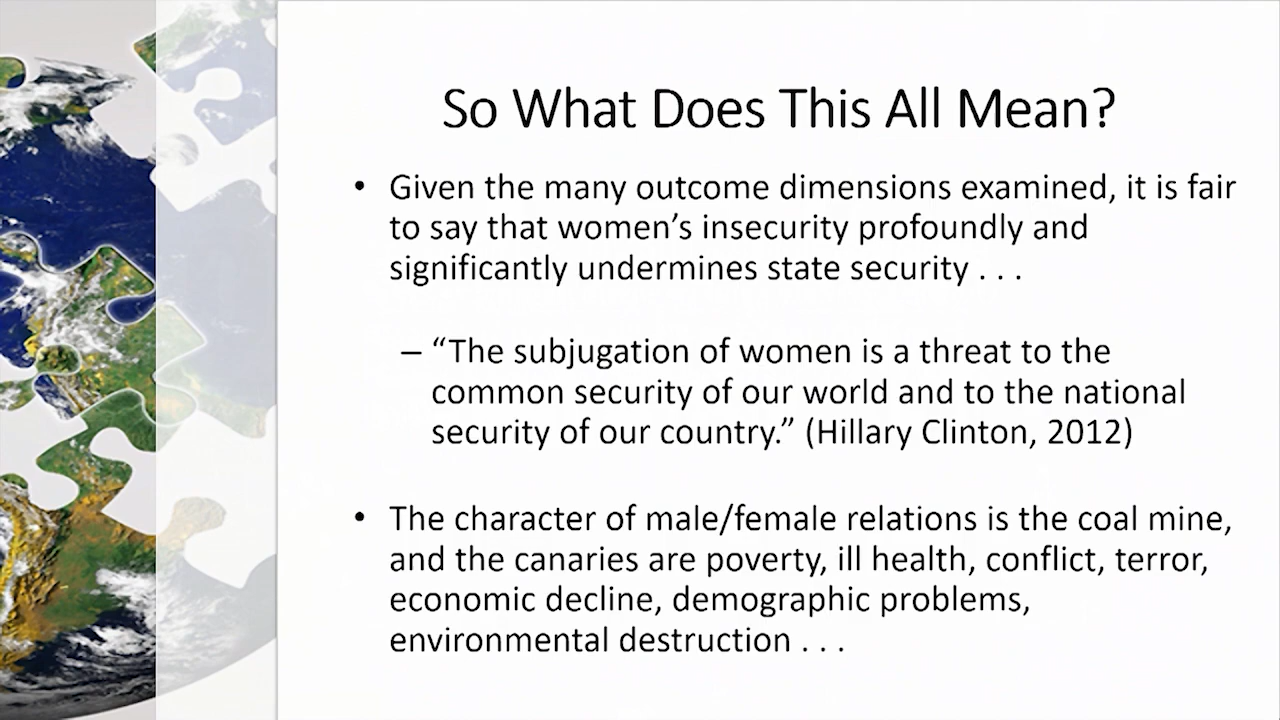 So What Does This All Mean?
• Given the many outcome dimensions examined, it is fair
to say that women’s insecurity profoundly and
significantly undermines state security . . .
– “The subjugation of women is a threat to the
common security of our world and to the national
security of our country.” (Hillary Clinton, 2012)
• The character of male/female relations is the coal mine,
and the canaries are poverty, ill health, conflict, terror,
economic decline, demographic problems,
environmental destruction . . .